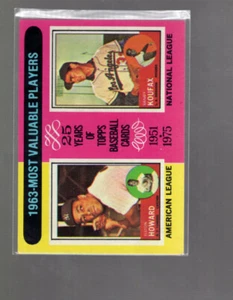 1963-MOST VALUABLE PLAYERS
KOUFAX
NATIONAL LEAGUE
25
YEARS
OF
TOPPS
BASEBALL
CARDS
1951
1975
HOWARD
AMERICAN LEAGUE